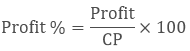 Profit % = Profit/CP × 100